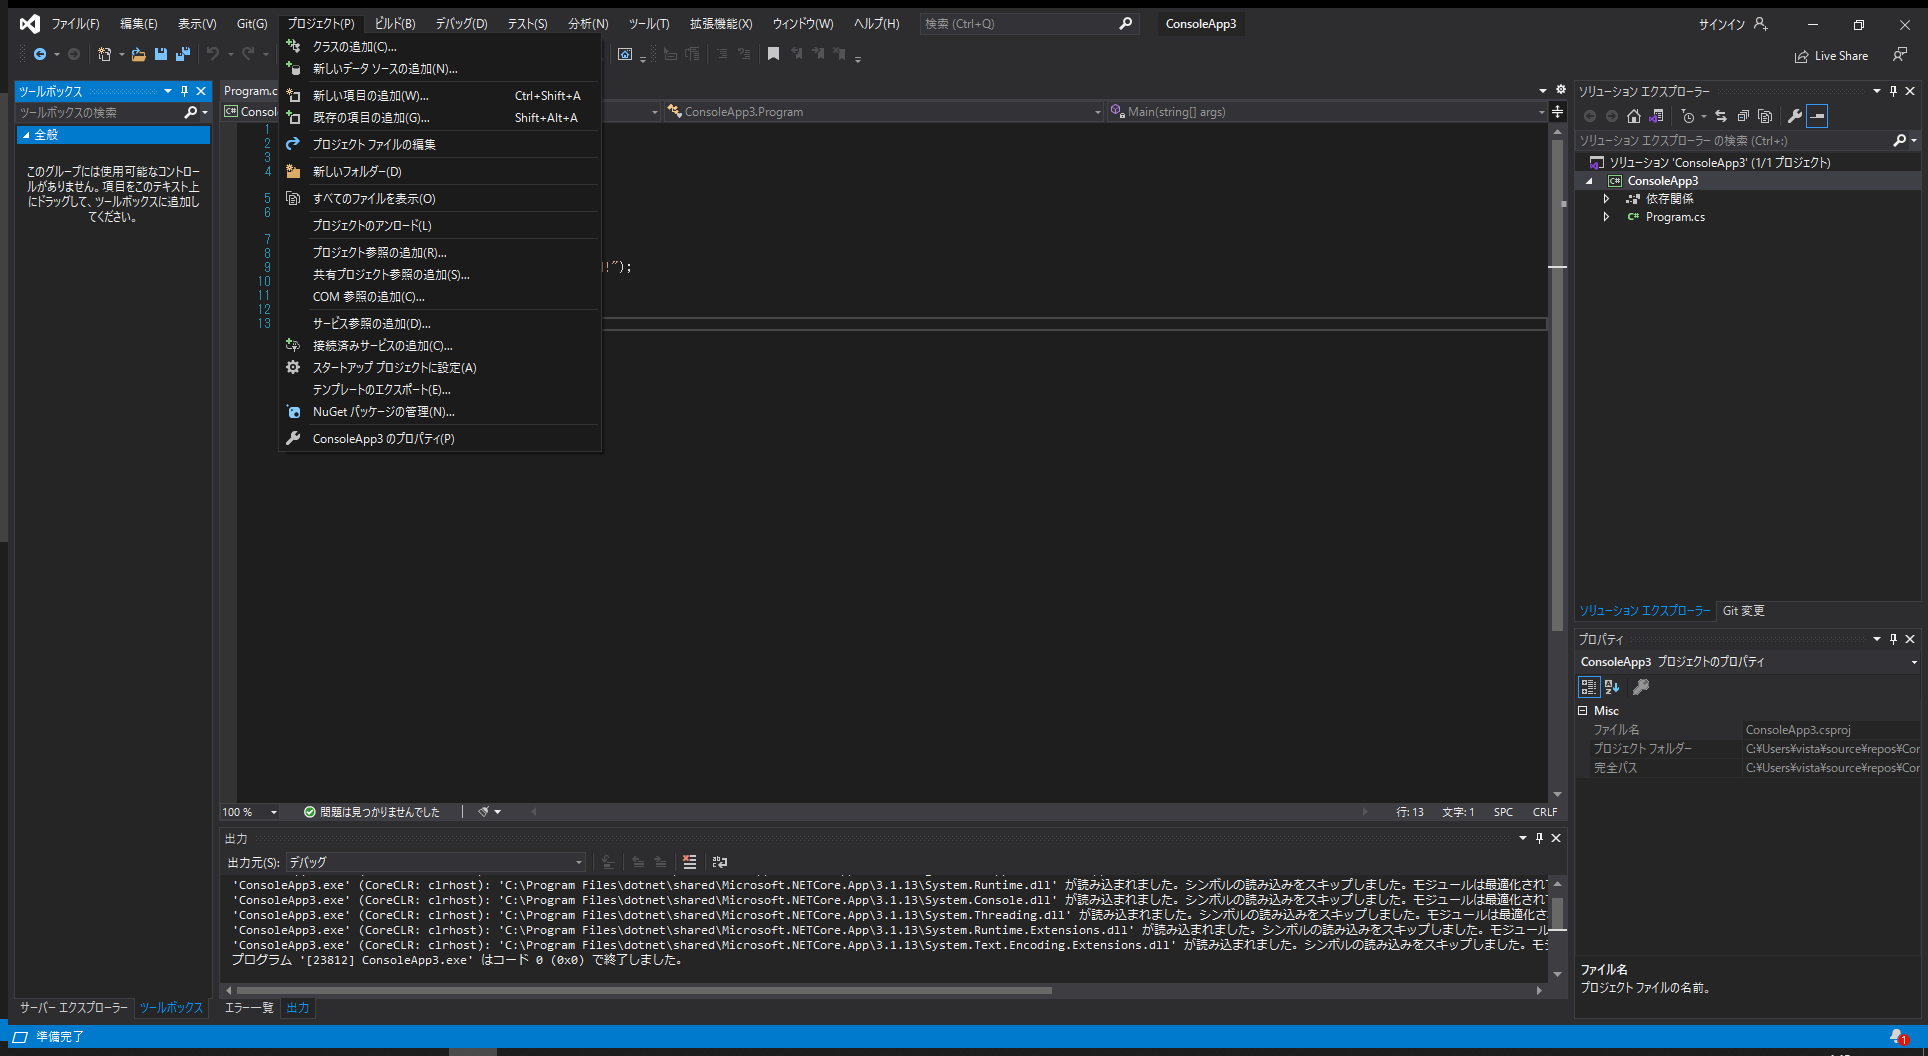 ファイル(F) 編集(E) 表示(V) Git(G) プロジェクト(P) ビルド(B) デバッグ(D) テスト(S) 分析(N) ツール(T) 拡張機能(X) ウィンドウ(W) ヘルプ(H) 検索 (Ctrl+Q) ConsoleApp3 サインイン
Live Share
ツールボックス
ツールボックスの検索
全般
このグループには使用可能なコントロー
ルがありません。項目をこのテキスト上
にドラッグして、ツールボックスに追加し
てください。
サーバー エクスプローラー ツールボックス
クラスの追加(C)...
新しいデータ ソースの追加(N)...
新しい項目の追加(W)... Ctrl+Shift+A
既存の項目の追加(G)... Shift+Alt+A
プロジェクト ファイルの編集
新しいフォルダー(D)
すべてのファイルを表示(O)
プロジェクトのアンロード(L)
プロジェクト参照の追加(R)...
共有プロジェクト参照の追加(S)...
COM 参照の追加(C)...
サービス参照の追加(D)...
接続済みサービスの追加(C)...
スタートアップ プロジェクトに設定(A)
テンプレートのエクスポート(E)...
NuGet パッケージの管理(N)...
ConsoleApp3 のプロパティ(P)
Program.c
C# Consol
ConsoleApp3.Program
Main(string[] args)
1
2
3
4
5
6
7
8
9
!");
10
11
12
13
100 % 問題は見つかりませんでした 行: 13 文字: 1 SPC CRLF
出力
出力元(S): デバッグ
'ConsoleApp3.exe' (CoreCLR: clrhost): 'C:\Program Files\dotnet\shared\Microsoft.NETCore.App\3.1.13\System.Runtime.dll' が読み込まれました。シンボルの読み込みをスキップしました。モジュールは最適化されて
'ConsoleApp3.exe' (CoreCLR: clrhost): 'C:\Program Files\dotnet\shared\Microsoft.NETCore.App\3.1.13\System.Console.dll' が読み込まれました。シンボルの読み込みをスキップしました。モジュールは最適化されて
'ConsoleApp3.exe' (CoreCLR: clrhost): 'C:\Program Files\dotnet\shared\Microsoft.NETCore.App\3.1.13\System.Threading.dll' が読み込まれました。シンボルの読み込みをスキップしました。モジュールは最適化さ
'ConsoleApp3.exe' (CoreCLR: clrhost): 'C:\Program Files\dotnet\shared\Microsoft.NETCore.App\3.1.13\System.Runtime.Extensions.dll' が読み込まれました。シンボルの読み込みをスキップしました。モジュール
'ConsoleApp3.exe' (CoreCLR: clrhost): 'C:\Program Files\dotnet\shared\Microsoft.NETCore.App\3.1.13\System.Text.Encoding.Extensions.dll' が読み込まれました。シンボルの読み込みをスキップしました。モ
プログラム '[23812] ConsoleApp3.exe' はコード 0 (0x0) で終了しました。
エラー一覧 出力
ソリューション エクスプローラー
ソリューション エクスプローラー の検索 (Ctrl+:)
ソリューション 'ConsoleApp3' (1/1 プロジェクト)
C# ConsoleApp3
依存関係
C# Program.cs
ソリューション エクスプローラー Git 変更
プロパティ
ConsoleApp3 プロジェクトのプロパティ
Misc
ファイル名 ConsoleApp3.csproj
プロジェクト フォルダー C:¥Users¥vista¥source¥repos¥Cor
完全パス C:¥Users¥vista¥source¥repos¥Cor
ファイル名
プロジェクト ファイルの名前。
準備完了
1